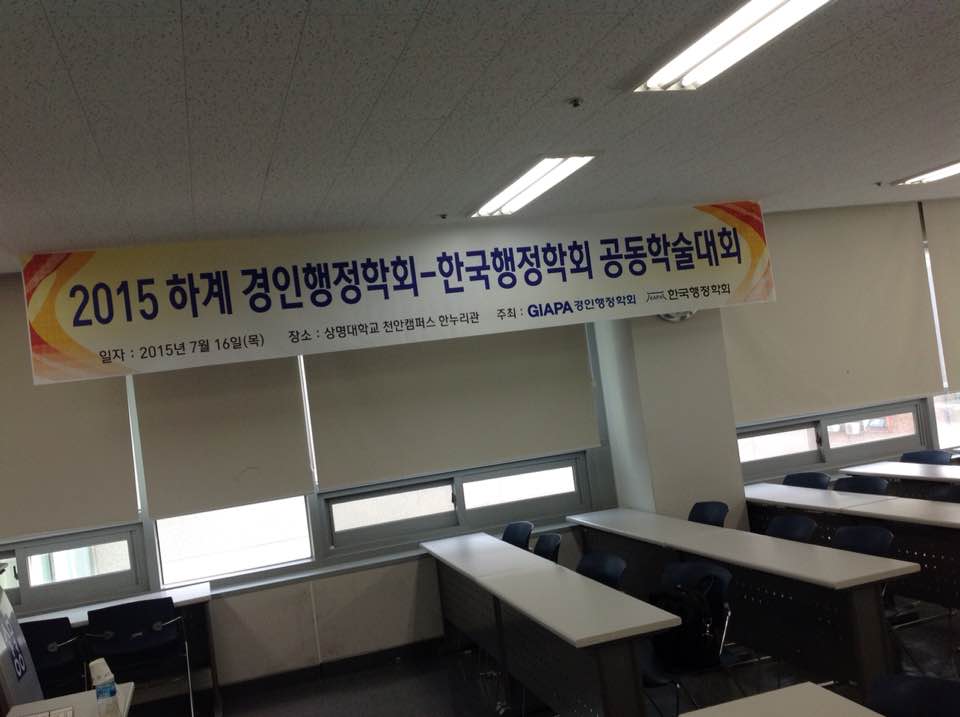 2015 하계 경인행정학회-한국행정학회 공동학술대회
일자 : 2015년 7월 16일(목) 장소 : 상명대학교 천안캠퍼스 한누리관 주최 : GIAPA 경인행정학회 KAPA 한국행정학회